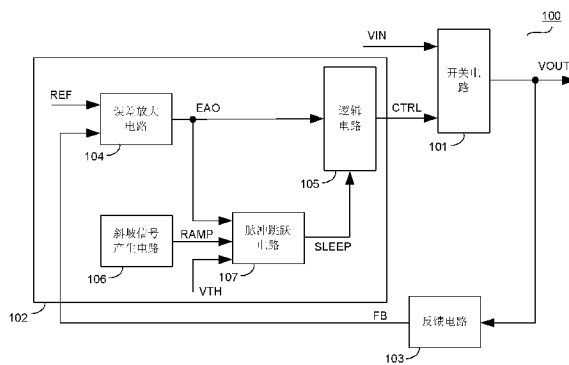 100
VIN
VOUT
开关电
路
101
REF
误差放大
电路
104
EAO
逻辑
电路
105
CTRL
斜坡信号
产生电路
106
RAMP
脉冲跳跃
电路
107
SLEEP
VTH
102
FB
反馈电路
103